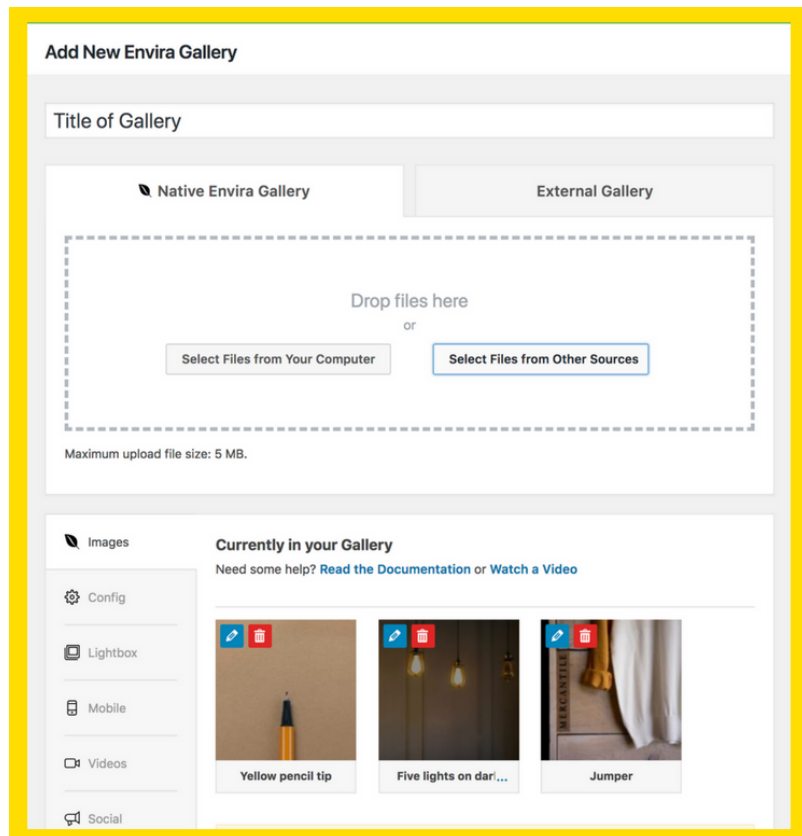 Add New Envira Gallery
Title of Gallery
Native Envira Gallery
External Gallery
Drop files here
or
Select Files from Your Computer
Select Files from Other Sources
Maximum upload file size: 5 MB.
Images
Config
Lightbox
Mobile
Videos
Social
Currently in your Gallery
Need some help? Read the Documentation or Watch a Video
MERCANTILE
Yellow pencil tip
Five lights on darl...
Jumper